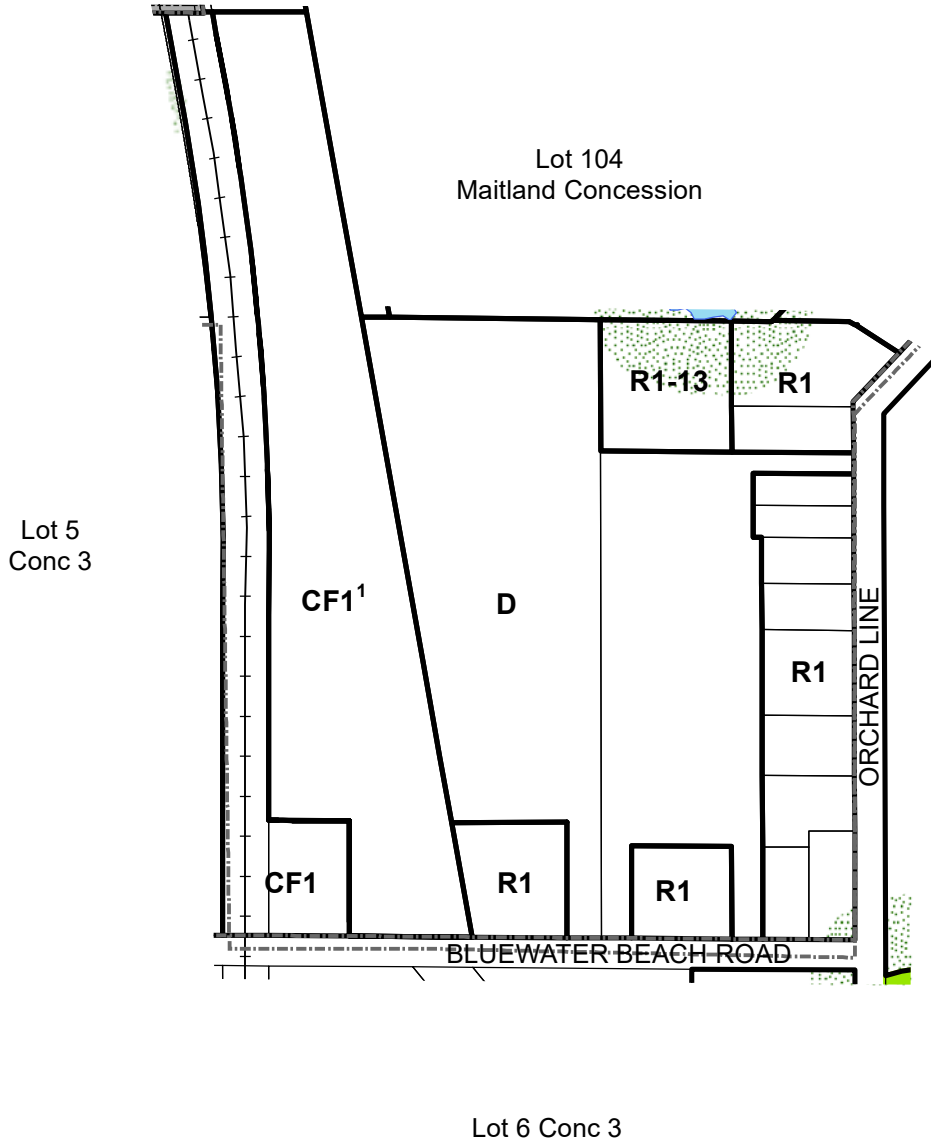 Lot 104
Maitland Concession
R1-13
R1
Lot 5
Conc 3
CF1¹
D
R1
ORCHARD LINE
CF1
R1
R1
BLUEWATER BEACH ROAD
Lot 6 Conc 3